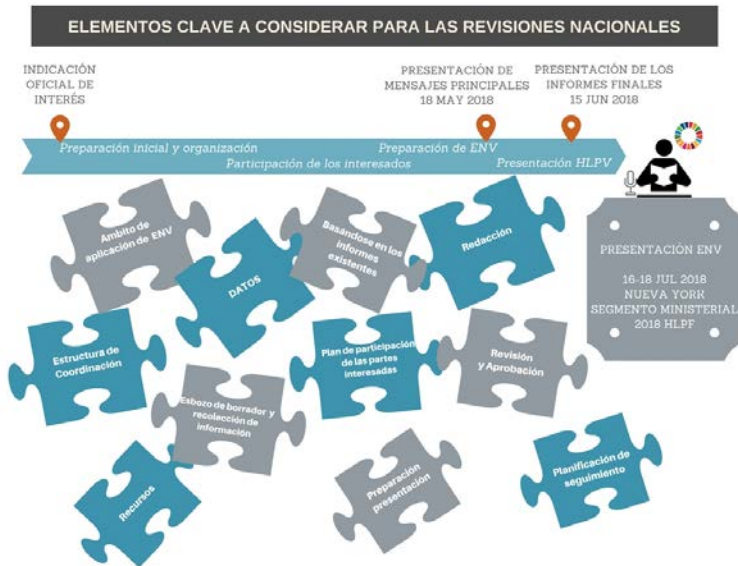 ELEMENTOS CLAVE A CONSIDERAR PARA LAS REVISIONES NACIONALES
INDICACIÓN
OFICIAL DE
INTERÉS
PRESENTACIÓN DE
MENSAJES PRINCIPALES
18 MAY 2018
PRESENTACIÓN DE LOS
INFORMES FINALES
15 JUN 2018
Preparación inicial y organización
Participación de los interesados
Preparación de ENV
Presentación HLPV
Ambito de
aplicación de ENV
DATOS
Basándose en los
informes
existentes
Redacción
PRESENTACIÓN ENV
16-18 JUL 2018
NUEVA YORK
SEGMENTO MINISTERIAL
2018 HLPF
Estructura de
Coordinación
Plan de participación
de las partes
interesadas
Revisión
y Aprobación
Esbozo de borrador y
recolacción de
información
Recursos
Preparación
presentación
Planificación de
seguimiento